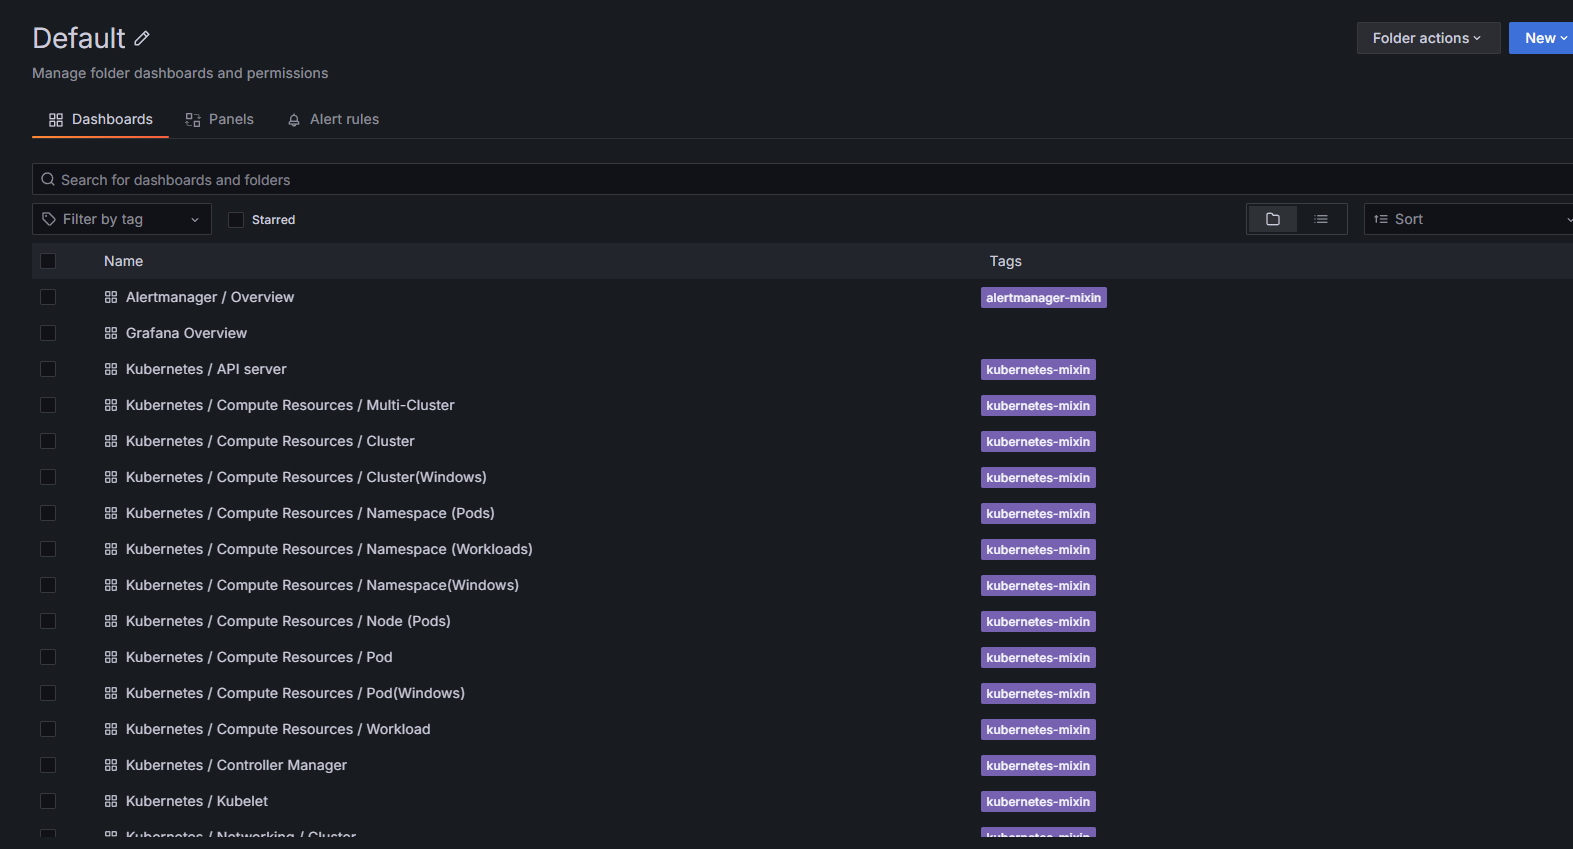 Default
Folder actions
New
Manage folder dashboards and permissions
Dashboards
Panels
Alert rules
Search for dashboards and folders
Filter by tag
Starred
Sort
Name Tags
Alertmanager / Overview alertmanager-mixin
Grafana Overview
Kubernetes / API server kubernetes-mixin
Kubernetes / Compute Resources / Multi-Cluster kubernetes-mixin
Kubernetes / Compute Resources / Cluster kubernetes-mixin
Kubernetes / Compute Resources / Cluster(Windows) kubernetes-mixin
Kubernetes / Compute Resources / Namespace (Pods) kubernetes-mixin
Kubernetes / Compute Resources / Namespace (Workloads) kubernetes-mixin
Kubernetes / Compute Resources / Namespace(Windows) kubernetes-mixin
Kubernetes / Compute Resources / Node (Pods) kubernetes-mixin
Kubernetes / Compute Resources / Pod kubernetes-mixin
Kubernetes / Compute Resources / Pod(Windows) kubernetes-mixin
Kubernetes / Compute Resources / Workload kubernetes-mixin
Kubernetes / Controller Manager kubernetes-mixin
Kubernetes / Kubelet kubernetes-mixin
Kubernetes / Networking / Cluster kubernetes-mixin